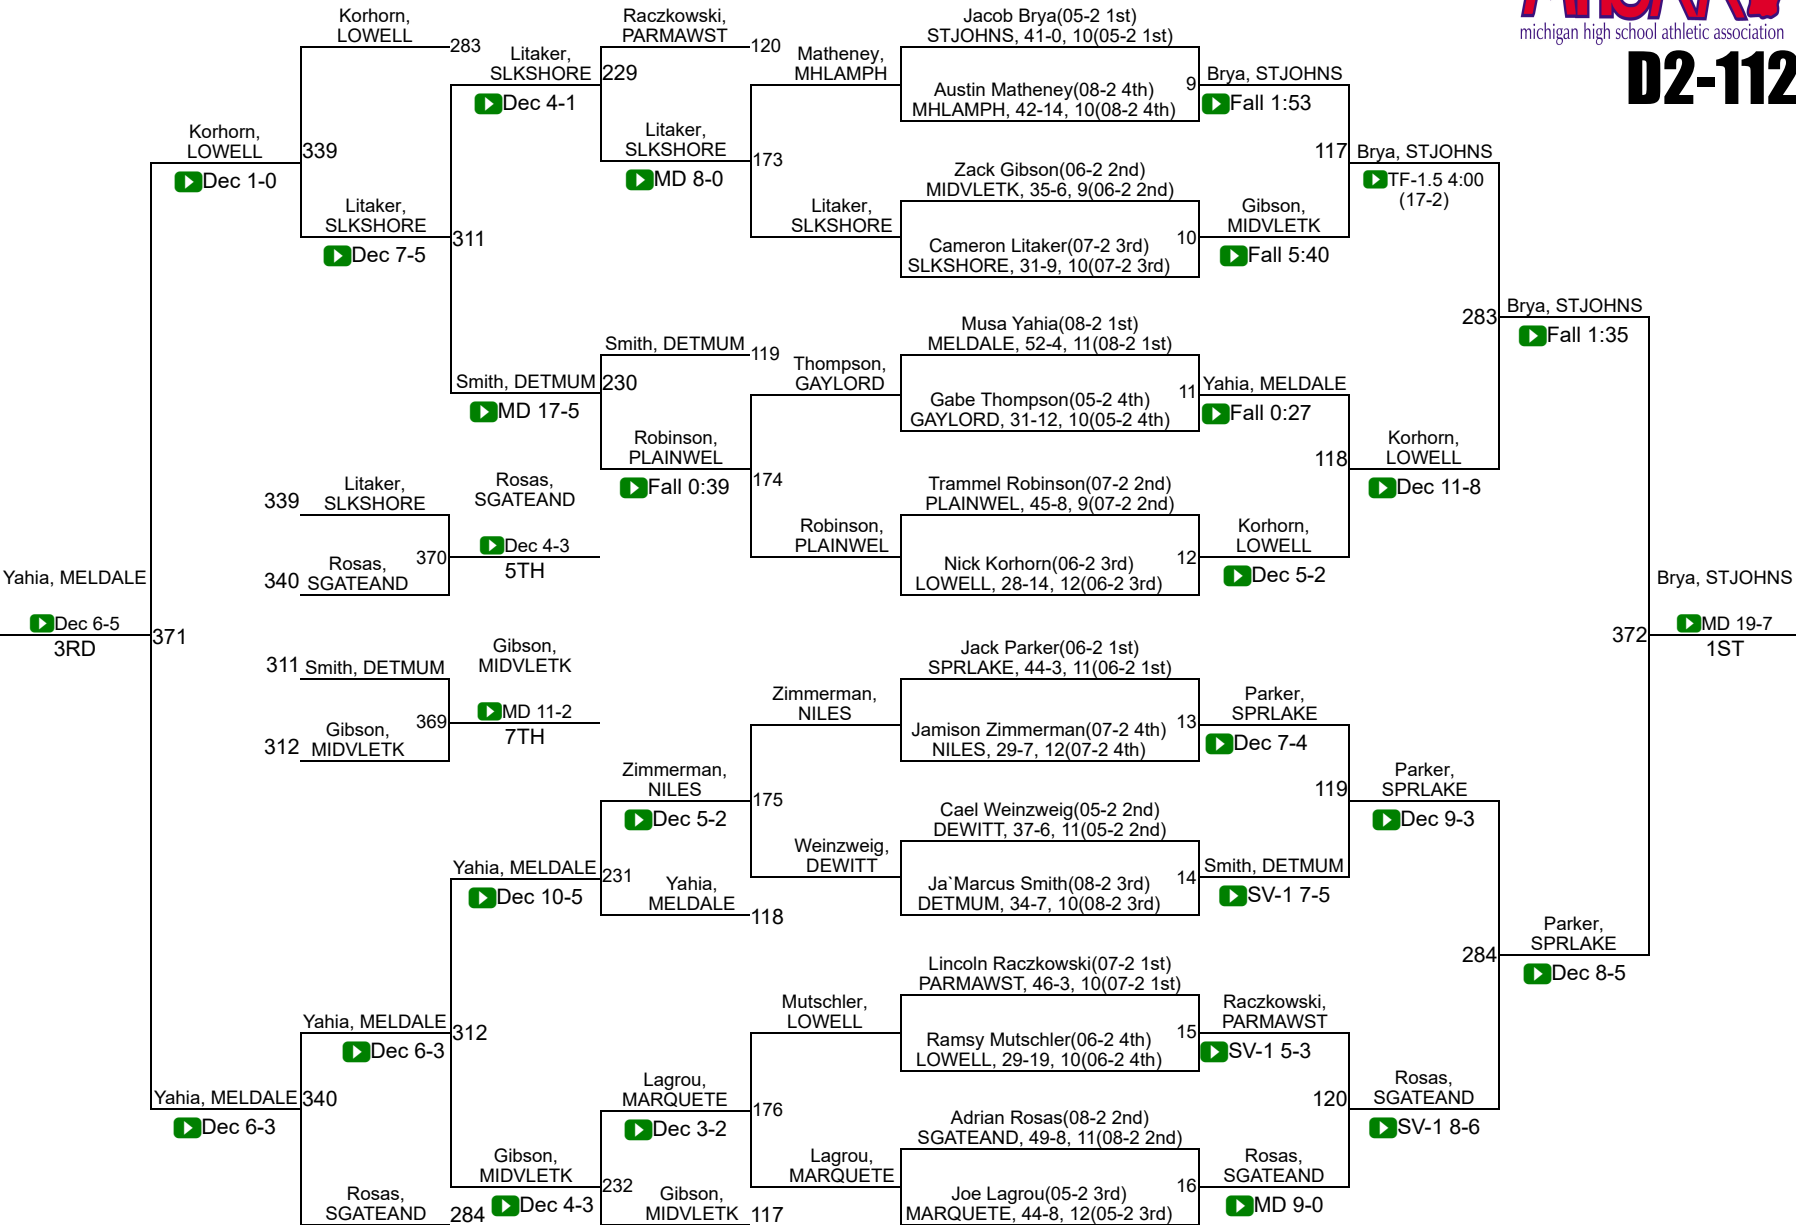 michigan high school athletic association
D2-112
Korhorn,
LOWELL
283
Litaker,
SLKSHORE
Dec 4-1
229
Raczkowski,
PARMAWST
120
Matheney,
MHLAMPH
Jacob Brya(05-2 1st)
STJOHNS, 41-0, 10(05-2 1st)
Austin Matheney(08-2 4th)
MHLAMPH, 42-14, 10(08-2 4th)
9
Brya, STJOHNS
Fall 1:53
Korhorn,
LOWELL
Dec 1-0
339
Litaker,
SLKSHORE
MD 8-0
173
Litaker,
SLKSHORE
Dec 7-5
311
Litaker,
SLKSHORE
Zack Gibson(06-2 2nd)
MIDVLETK, 35-6, 9(06-2 2nd)
Cameron Litaker(07-2 3rd)
SLKSHORE, 31-9, 10(07-2 3rd)
10
Gibson,
MIDVLETK
Fall 5:40
117
Brya, STJOHNS
TF-1.5 4:00
(17-2)
Smith, DETMUM
119
Smith, DETMUM
MD 17-5
230
Thompson,
GAYLORD
Musa Yahia(08-2 1st)
MELDALE, 52-4, 11(08-2 1st)
Gabe Thompson(05-2 4th)
GAYLORD, 31-12, 10(05-2 4th)
11
Yahia, MELDALE
Fall 0:27
283
Brya, STJOHNS
Fall 1:35
Robinson,
PLAINWEL
Fall 0:39
174
Robinson,
PLAINWEL
Trammel Robinson(07-2 2nd)
PLAINWEL, 45-8, 9(07-2 2nd)
Nick Korhorn(06-2 3rd)
LOWELL, 28-14, 12(06-2 3rd)
12
Korhorn,
LOWELL
Dec 5-2
118
Korhorn,
LOWELL
Dec 11-8
339
Litaker,
SLKSHORE
340
Rosas,
SGATEAND
370
Rosas,
SGATEAND
Dec 4-3
5TH
Yahia, MELDALE
Dec 6-5
3RD
371
311
Smith, DETMUM
312
Gibson,
MIDVLETK
369
Gibson,
MIDVLETK
MD 11-2
7TH
372
Brya, STJOHNS
MD 19-7
1ST
Zimmerman,
NILES
Jack Parker(06-2 1st)
SPRLAKE, 44-3, 11(06-2 1st)
Jamison Zimmerman(07-2 4th)
NILES, 29-7, 12(07-2 4th)
13
Parker,
SPRLAKE
Dec 7-4
Zimmerman,
NILES
Dec 5-2
175
Weinzweig,
DEWITT
Cael Weinzweig(05-2 2nd)
DEWITT, 37-6, 11(05-2 2nd)
Ja`Marcus Smith(08-2 3rd)
DETMUM, 34-7, 10(08-2 3rd)
14
Smith, DETMUM
SV-1 7-5
119
Parker,
SPRLAKE
Dec 9-3
Yahia, MELDALE
Dec 10-5
231
Yahia,
MELDALE
118
284
Parker,
SPRLAKE
Dec 8-5
Yahia, MELDALE
Dec 6-3
312
Mutschler,
LOWELL
Lincoln Raczkowski(07-2 1st)
PARMAWST, 46-3, 10(07-2 1st)
Ramsy Mutschler(06-2 4th)
LOWELL, 29-19, 10(06-2 4th)
15
Raczkowski,
PARMAWST
SV-1 5-3
Yahia, MELDALE
Dec 6-3
340
Lagrou,
MARQUETE
Dec 3-2
176
Lagrou,
MARQUETE
Adrian Rosas(08-2 2nd)
SGATEAND, 49-8, 11(08-2 2nd)
Joe Lagrou(05-2 3rd)
MARQUETE, 44-8, 12(05-2 3rd)
16
Rosas,
SGATEAND
MD 9-0
120
Rosas,
SGATEAND
SV-1 8-6
Rosas,
SGATEAND
284
Gibson,
MIDVLETK
Dec 4-3
232
Gibson,
MIDVLETK
117